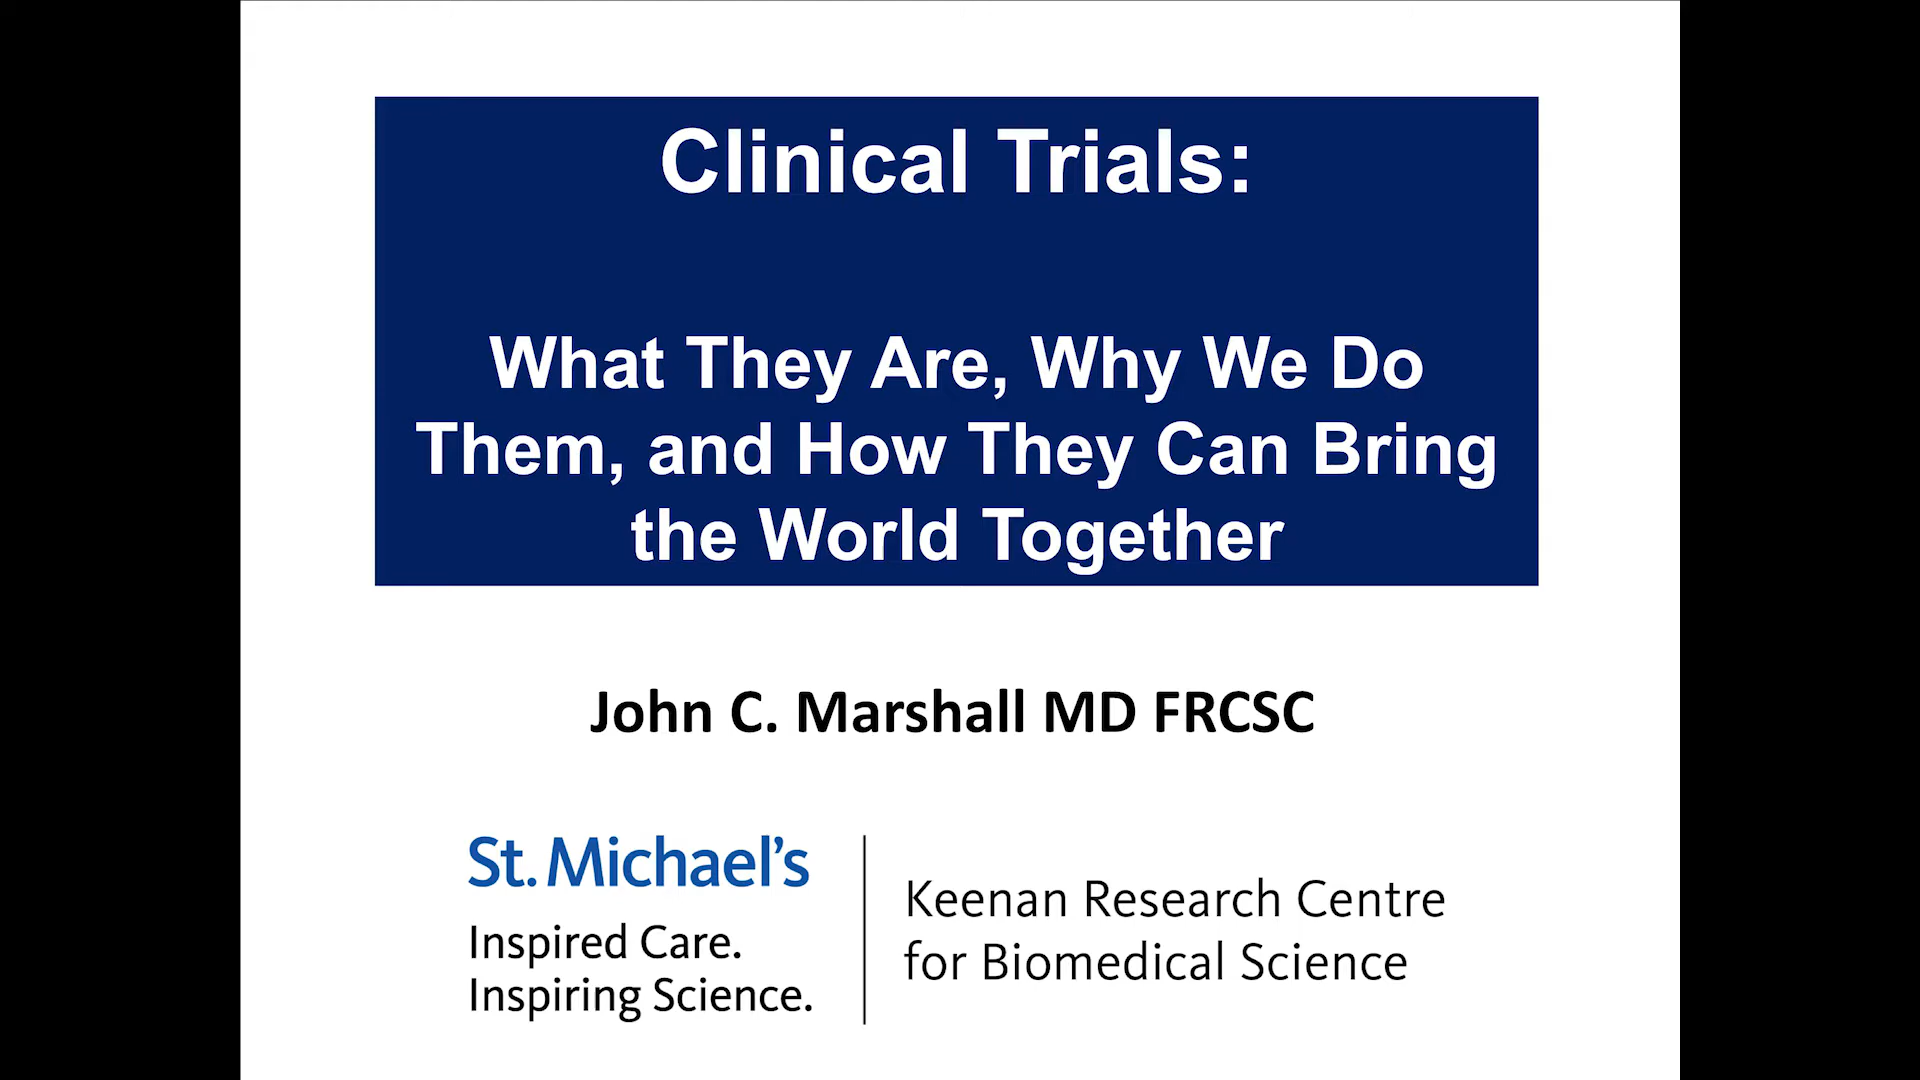 Clinical Trials:
What They Are, Why We Do
Them, and How They Can Bring
the World Together
John C. Marshall MD FRCSC
St. Michael's
Inspired Care.
Inspiring Science.
Keenan Research Centre
for Biomedical Science